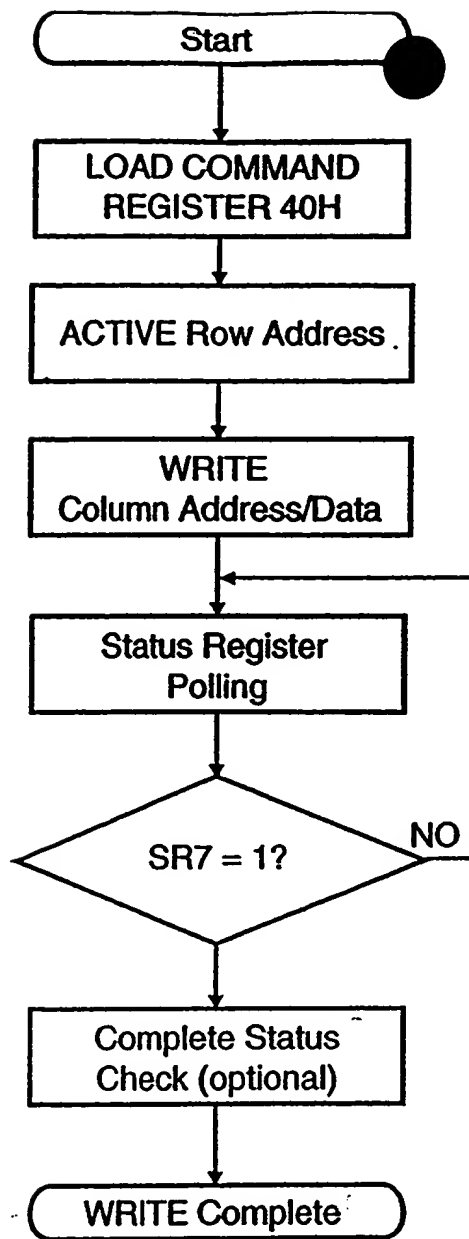 Start
LOAD COMMAND
REGISTER 40H
ACTIVE Row Address
WRITE
Column Address/Data
Status Register
Polling
SR7 = 1?
NO
Complete Status
Check (optional)
WRITE Complete